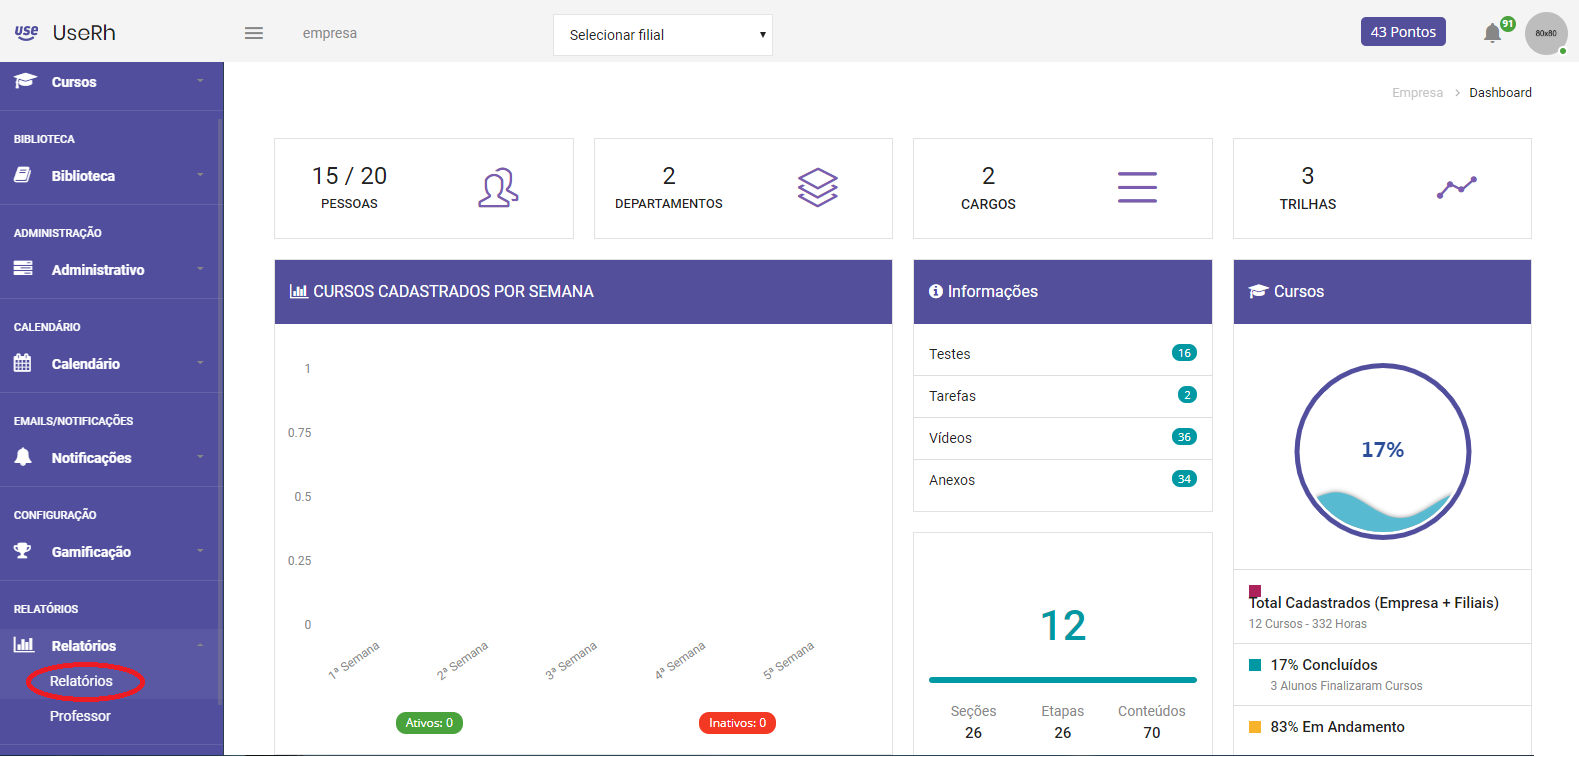 use UseRh
empresa
Selecionar filial
43 Pontos
91
80x80
Cursos
BIBLIOTECA
Biblioteca
ADMINISTRAÇÃO
Administrativo
CALENDÁRIO
Calendário
EMAILS/NOTIFICAÇÕES
Notificações
CONFIGURAÇÃO
Gamificação
RELATÓRIOS
Relatórios
Relatórios
Professor
Empresa > Dashboard
15 / 20
PESSOAS
2
DEPARTAMENTOS
2
CARGOS
3
TRILHAS
CURSOS CADASTRADOS POR SEMANA
1
0.75
0.5
0.25
0
1ª Semana
2ª Semana
3ª Semana
4ª Semana
5ª Semana
Ativos: 0
Inativos: 0
Informações
Testes 16
Tarefas 2
Vídeos 36
Anexos 34
12
Seções Etapas Conteúdos
26 26 70
Cursos
17%
Total Cadastrados (Empresa + Filiais)
12 Cursos - 332 Horas
17% Concluídos
3 Alunos Finalizaram Cursos
83% Em Andamento